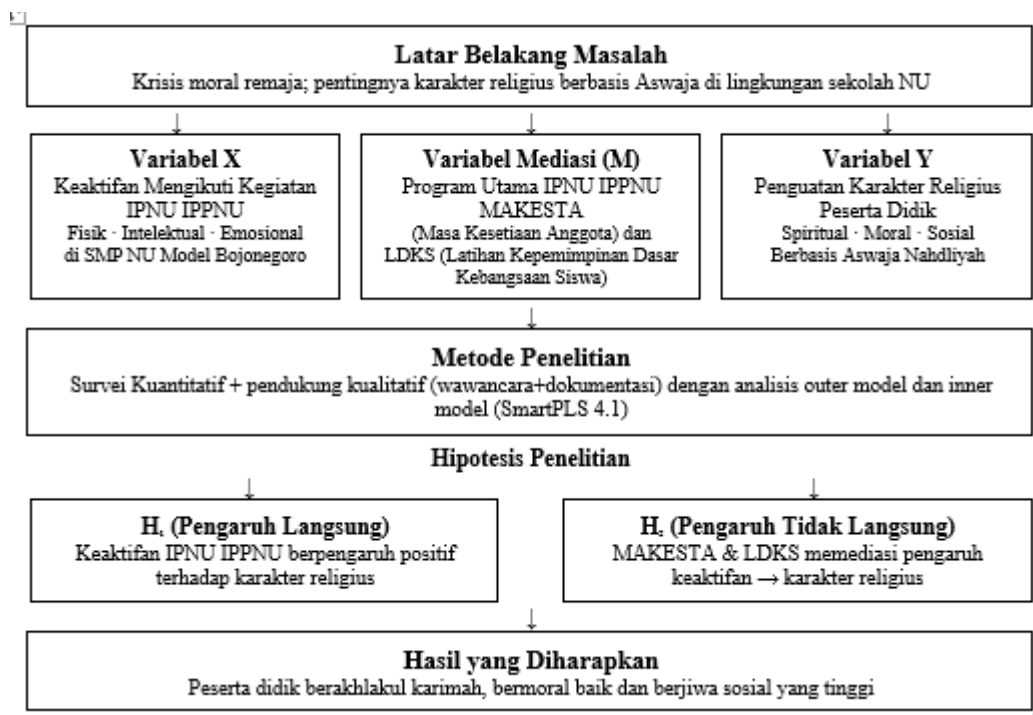 Latar Belakang Masalah
Krisis moral remaja; pentingnya karakter religius berbasis Aswaja di lingkungan sekolah NU
↓ ↓ ↓
Variabel X
Keaktifan Mengikuti Kegiatan
IPNU IPPNU
Fisik · Intelektual · Emosional
di SMP NU Model Bojonegoro
Variabel Mediasi (M)
Program Utama IPNU IPPNU
MAKESTA
(Masa Kesetiaan Anggota) dan
LDKS (Latihan Kepemimpinan Dasar
Kebangsaan Siswa)
Variabel Y
Penguatan Karakter Religius
Peserta Didik
Spiritual · Moral · Sosial
Berbasis Aswaja Nahdliyah
↓
Metode Penelitian
Survei Kuantitatif + pendukung kualitatif (wawancara+dokumentasi) dengan analisis outer model dan inner
model (SmartPLS 4.1)
Hipotesis Penelitian
↓ ↓
H₁ (Pengaruh Langsung)
Keaktifan IPNU IPPNU berpengaruh positif
terhadap karakter religius
H₂ (Pengaruh Tidak Langsung)
MAKESTA & LDKS memediasi pengaruh
keaktifan → karakter religius
↓
Hasil yang Diharapkan
Peserta didik berakhlakul karimah, bermoral baik dan berjiwa sosial yang tinggi